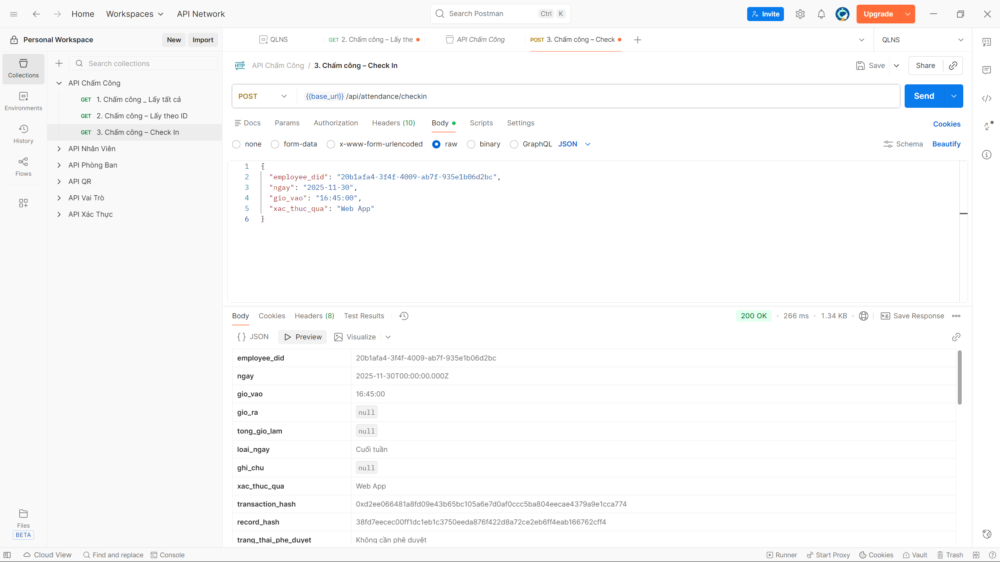 Home Workspaces API Network Search Postman Ctrl K Invite Upgrade
Personal Workspace New Import QLNS GET 2. Chấm công – Lấy the API Chấm Công POST 3. Chấm công – Check QLNS
Collections
Environments
History
Flows
Files
BETA
Search collections
API Chấm Công
GET 1. Chấm công _ Lấy tất cả
GET 2. Chấm công – Lấy theo ID
GET 3. Chấm công – Check In
API Nhân Viên
API Phòng Ban
API QR
API Vai Trò
API Xác Thực
HTTP API Chấm Công / 3. Chấm công – Check In Save Share
POST {{base_url}} /api/attendance/checkin Send
Docs Params Authorization Headers (10) Body Scripts Settings Cookies
none form-data x-www-form-urlencoded raw binary GraphQL JSON Schema Beautify
1 {
2 "employee_did": "20b1afa4-3f4f-4009-ab7f-935e1b06d2bc",
3 "ngay": "2025-11-30",
4 "gio_vao": "16:45:00",
5 "xac_thuc_qua": "Web App"
6 }
Body Cookies Headers (8) Test Results 200 OK 266 ms 1.34 KB e.g. Save Response
{} JSON Preview Visualize
employee_did 20b1afa4-3f4f-4009-ab7f-935e1b06d2bc
ngay 2025-11-30T00:00:00.000Z
gio_vao 16:45:00
gio_ra null
tong_gio_lam null
loai_ngay Cuối tuần
ghi_chu null
xac_thuc_qua Web App
transaction_hash 0xd2ee066481a8fd09e43b65bc105a6e7d0af0ccc5ba804eecae4379a9e1cca774
record_hash 38fd7eecec00ff1dc1eb1c3750eeda876f422d8a72ce2eb6ff4eab166762cff4
trang_thai_phe_duyet Không cần phê duyệt
Cloud View Find and replace Console Runner Start Proxy Cookies Vault Trash